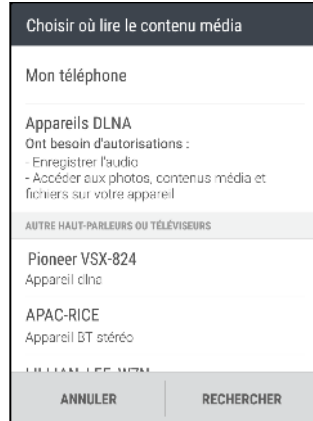 Choisir où lire le contenu média
Mon téléphone
Appareils DLNA
Ont besoin d'autorisations :
- Enregistrer l'audio
- Accéder aux photos, contenus média et
fichiers sur votre appareil
AUTRE HAUT-PARLEURS OU TÉLÉVISEURS
Pioneer VSX-824
Appareil dlna
APAC-RICE
Appareil BT stéréo
ANNULER
RECHERCHER